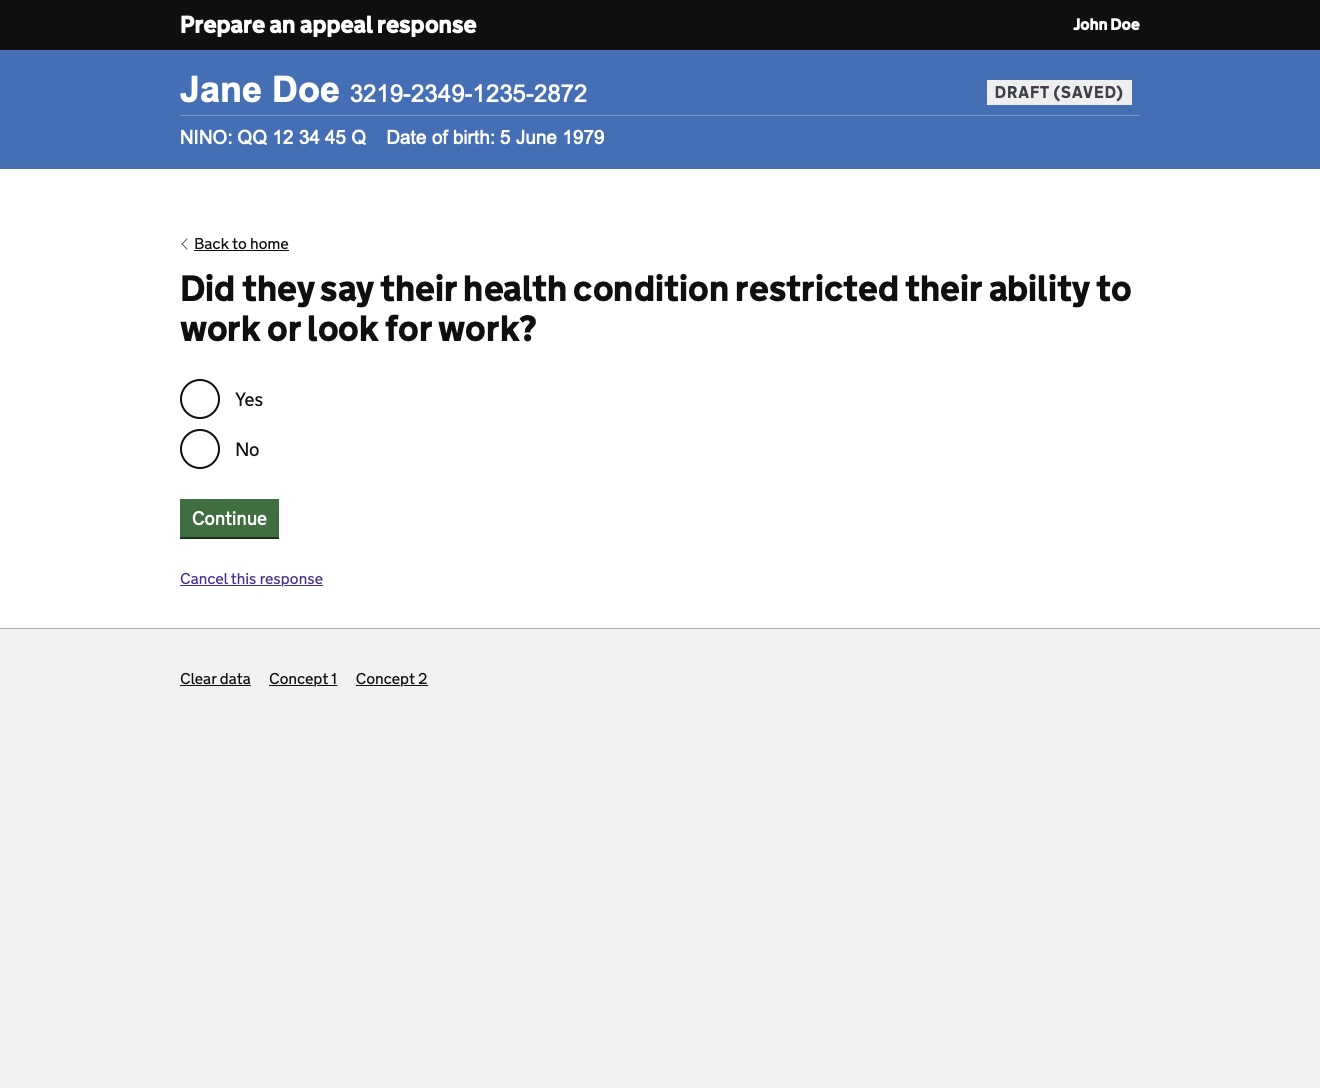 Prepare an appeal response
John Doe
Jane Doe 3219-2349-1235-2872
DRAFT (SAVED)
NINO: QQ 12 34 45 Q Date of birth: 5 June 1979
Back to home
Did they say their health condition restricted their ability to
work or look for work?
Yes
No
Continue
Cancel this response
Clear data Concept 1 Concept 2